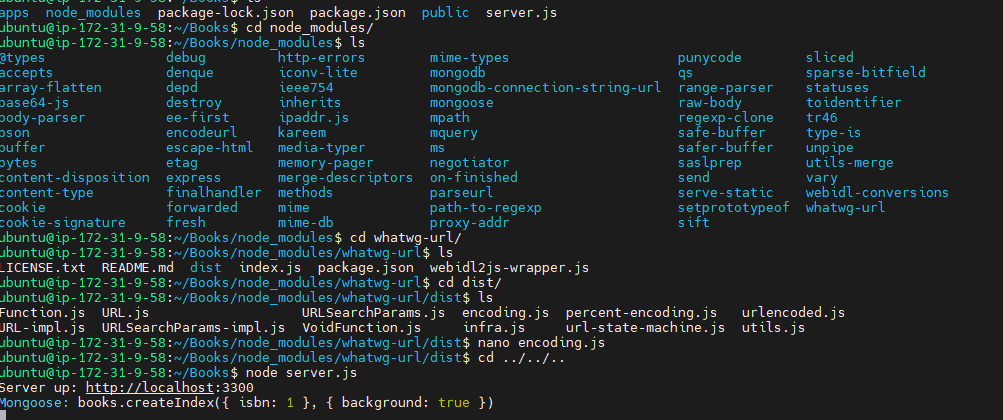 apps node_modules package-lock.json package.json public server.js
ubuntu@ip-172-31-9-58:~/Books$ cd node_modules/
ubuntu@ip-172-31-9-58:~/Books/node_modules$ ls
@types debug http-errors mime-types punycode sliced
accepts denque iconv-lite mongodb qs sparse-bitfield
array-flatten depd ieee754 mongodb-connection-string-url range-parser statuses
base64-js destroy inherits mongoose raw-body toidentifier
body-parser ee-first ipaddr.js mpath regexp-clone tr46
bson encodeurl kareem mquery safe-buffer type-is
buffer escape-html media-typer ms safer-buffer unpipe
bytes etag memory-pager negotiator saslprep utils-merge
content-disposition express merge-descriptors on-finished send vary
content-type finalhandler methods parseurl serve-static webidl-conversions
cookie forwarded mime path-to-regexp setprototypeof whatwg-url
cookie-signature fresh mime-db proxy-addr sift
ubuntu@ip-172-31-9-58:~/Books/node_modules$ cd whatwg-url/
ubuntu@ip-172-31-9-58:~/Books/node_modules/whatwg-url$ ls
LICENSE.txt README.md dist index.js package.json webidl2js-wrapper.js
ubuntu@ip-172-31-9-58:~/Books/node_modules/whatwg-url$ cd dist/
ubuntu@ip-172-31-9-58:~/Books/node_modules/whatwg-url/dist$ ls
Function.js URL.js URLSearchParams.js encoding.js percent-encoding.js urlencoded.js
URL-impl.js URLSearchParams-impl.js VoidFunction.js infra.js url-state-machine.js utils.js
ubuntu@ip-172-31-9-58:~/Books/node_modules/whatwg-url/dist$ nano encoding.js
ubuntu@ip-172-31-9-58:~/Books/node_modules/whatwg-url/dist$ cd ../../..
ubuntu@ip-172-31-9-58:~/Books$ node server.js
Server up: http://localhost:3300
Mongoose: books.createIndex({ isbn: 1 }, { background: true })